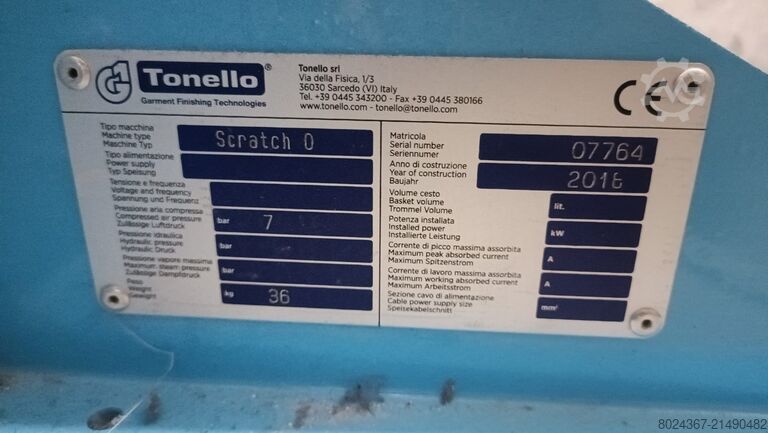 G1 Tonello®
Garment Finishing Technologies
Tonello srl
Via della Fisica, 1/3
36030 Sarcedo (VI) Italy
Tel. +39 0445 343200 - Fax +39 0445 380166
www.tonello.com - tonello@tonello.com
CE
Tipo macchina
Machine type
Maschine Typ
Scratch O
Tipo alimentazione
Power supply
Typ Speisung
Tensione e frequenza
Voltage and frequency
Spannung und Frequenz
Pressione aria compressa
Compressed air pressure
Zulässige Luftdruck
bar 7
Pressione idraulica
Hydraulic pressure
Hydraulic Druck
bar
Pressione vapore massima
Maximum steam pressure
Zulässige Dampfdruck
bar
Peso
Weight
Gewight
kg 36
Matricola
Serial number
Seriennumer
07764
Anno di costruzione
Year of construction
Baujahr
2016
Volume cesto
Basket volume
Trommel Volume
lit.
Potenza installata
Installed power
Installierte Leistung
kW
Corrente di picco massima assorbita
Maximum peak absorbed current
Maximum Spitzenstrom
A
Corrente di lavoro massima assorbita
Maximum working absorbed current
Maximum Arbeitsstrom
A
Sezione cavo di alimentazione
Cable power supply size
Speisekabelschnitt
mm²
8024367-21490482